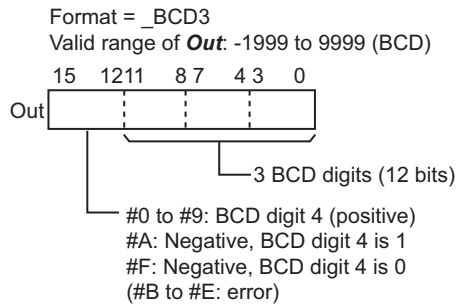 Format = _BCD3
Valid range of Out: -1999 to 9999 (BCD)
15 1211 8 7 4 3 0
Out
3 BCD digits (12 bits)
#0 to #9: BCD digit 4 (positive)
#A: Negative, BCD digit 4 is 1
#F: Negative, BCD digit 4 is 0
(#B to #E: error)